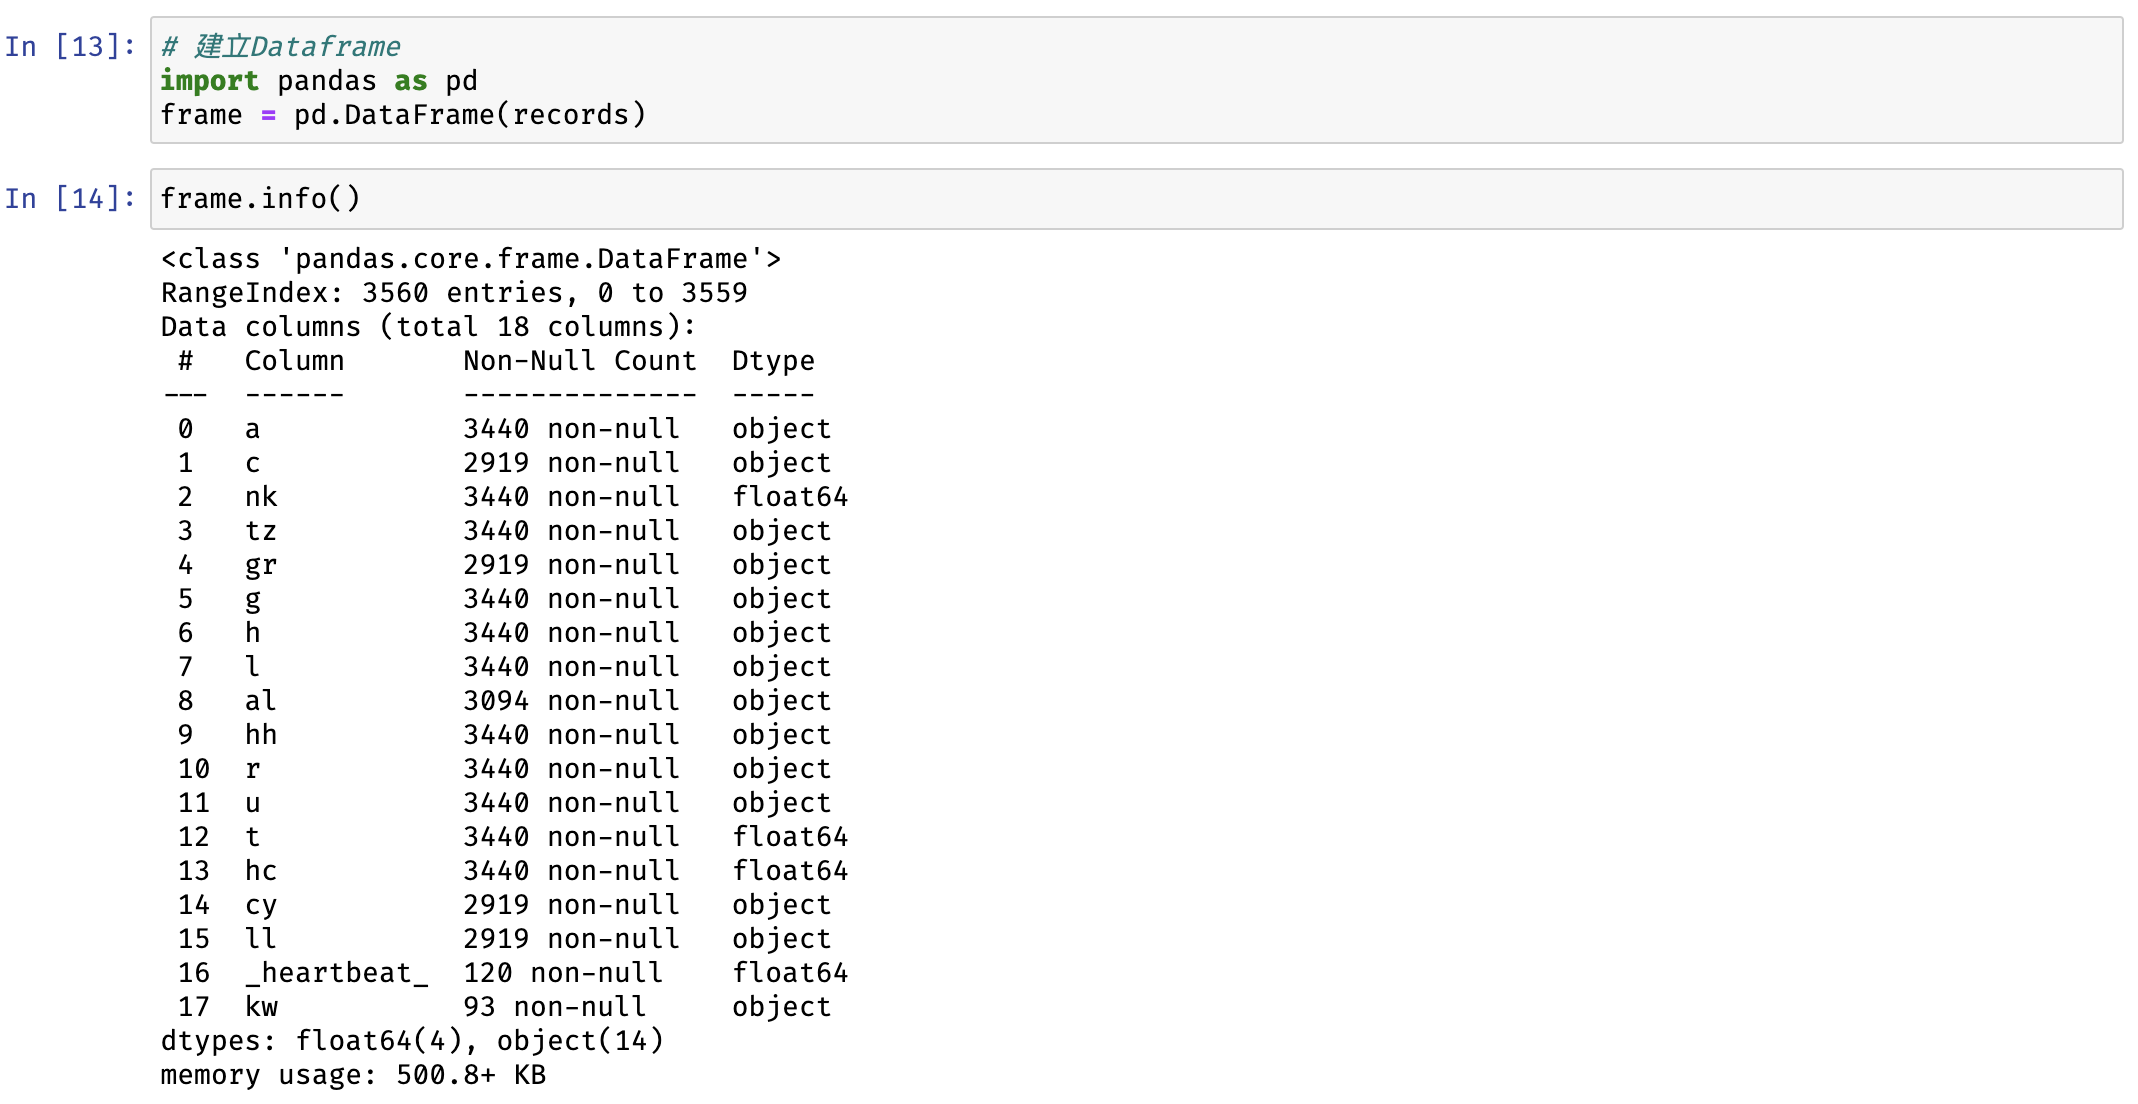 In [13]: # 建立Dataframe
import pandas as pd
frame = pd.DataFrame(records)
In [14]: frame.info()
<class 'pandas.core.frame.DataFrame'>
RangeIndex: 3560 entries, 0 to 3559
Data columns (total 18 columns):
 #   Column       Non-Null Count  Dtype
---  ------       --------------  -----
 0   a            3440 non-null   object
 1   c            2919 non-null   object
 2   nk           3440 non-null   float64
 3   tz           3440 non-null   object
 4   gr           2919 non-null   object
 5   g            3440 non-null   object
 6   h            3440 non-null   object
 7   l            3440 non-null   object
 8   al           3094 non-null   object
 9   hh           3440 non-null   object
 10  r            3440 non-null   object
 11  u            3440 non-null   object
 12  t            3440 non-null   float64
 13  hc           3440 non-null   float64
 14  cy           2919 non-null   object
 15  ll           2919 non-null   object
 16  _heartbeat_  120 non-null    float64
 17  kw           93 non-null     object
dtypes: float64(4), object(14)
memory usage: 500.8+ KB